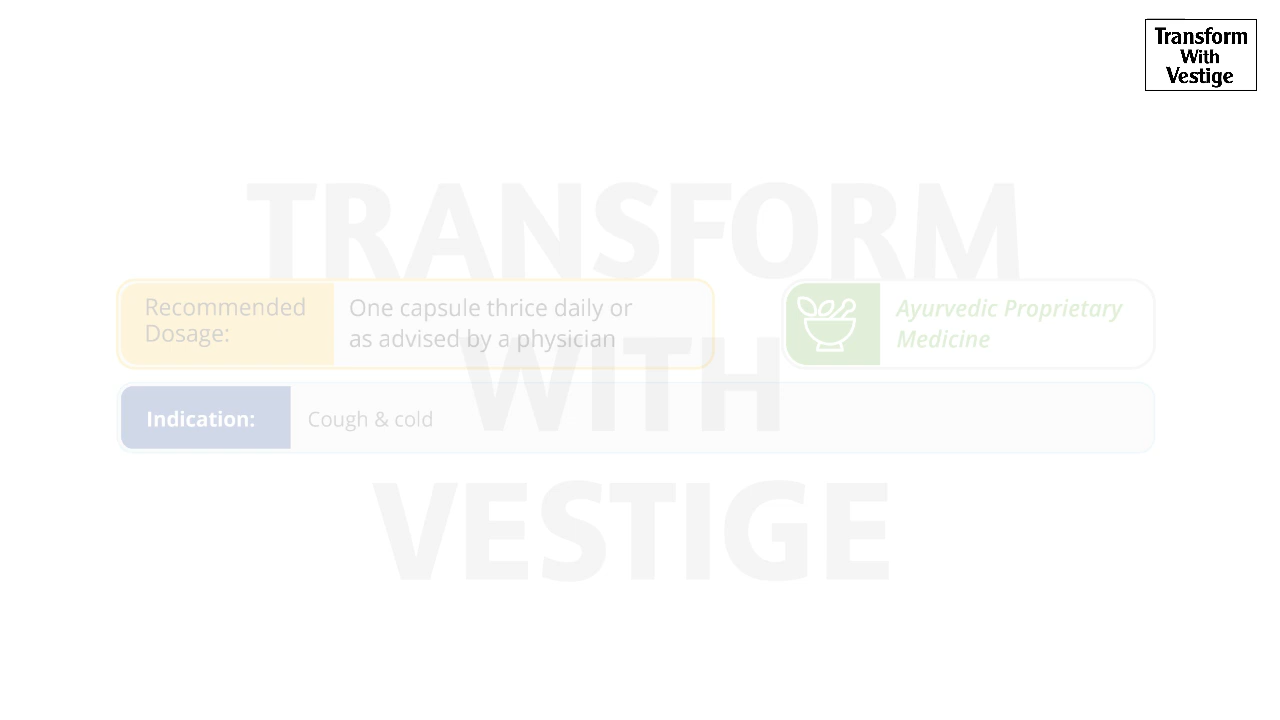 Transform
With
Vestige
TRANSFORM
Recommended
Dosage:
One capsule thrice daily or
as advised by a physician
Ayurvedic Proprietary
Medicine
WITH
Indication:
Cough & cold
VESTIGE